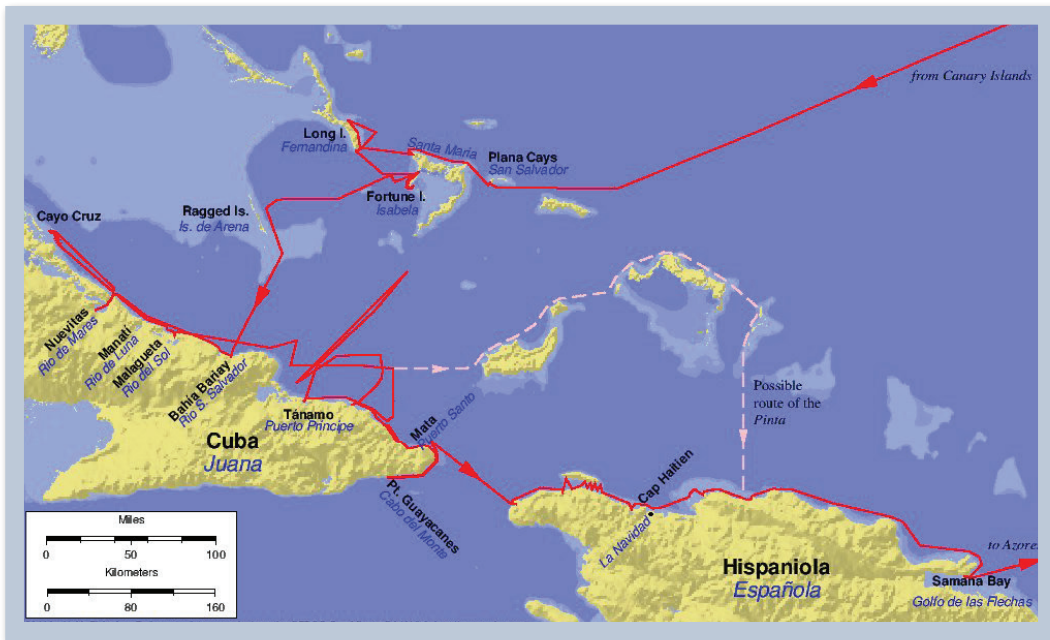 from Canary Islands
Long I.
Fernandina
Santa Maria
Plana Cays
San Salvador
Fortune I.
Isabela
Ragged Is.
Is. de Arena
Cayo Cruz
Nuevitas
Rio de Mares
Manatí
Rio de Luna
Malagueta
Rio del Sol
Bahía Bariay
Rio S. Salvador
Tánamo
Puerto Principe
Cuba
Juana
Mata
Puerto Santo
Pt. Guayacanes
Cabo del Monte
Possible
route of the
Pinta
Cap Haïtien
La Navidad
Hispaniola
Española
to Azores
Samana Bay
Golfo de las Flechas
Miles
0 50 100
Kilometers
0 80 160